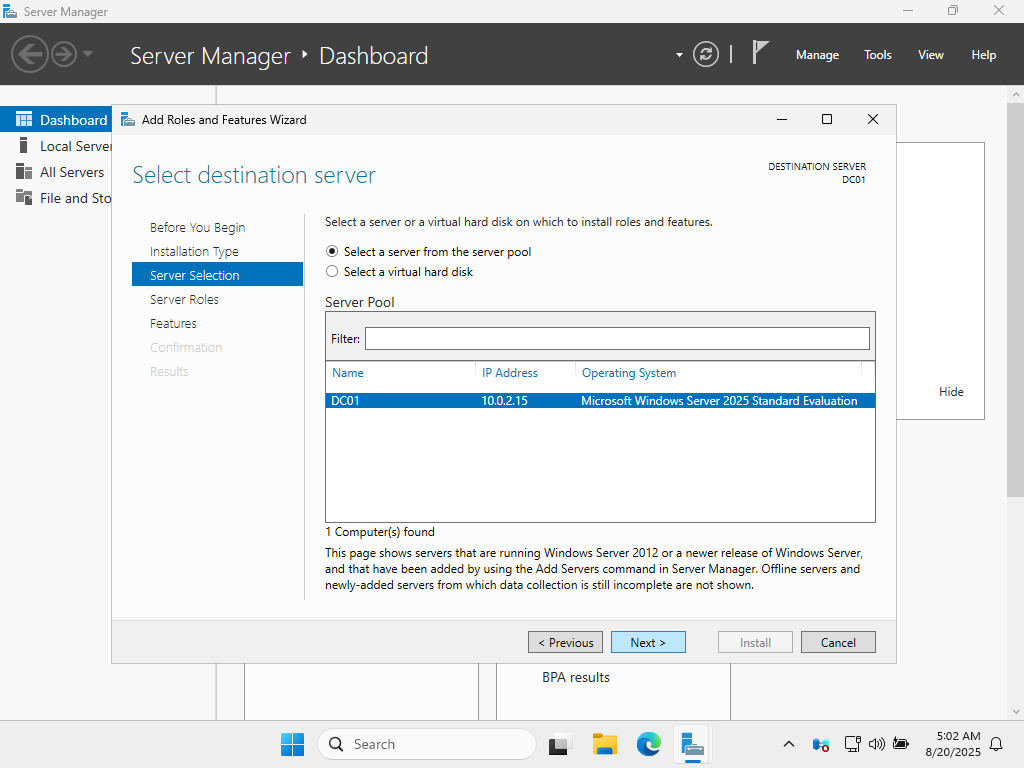 Server Manager
Server Manager ‣ Dashboard
Manage
Tools
View
Help
Dashboard
Local Server
All Servers
File and Sto
Add Roles and Features Wizard
Select destination server
DESTINATION SERVER
DC01
Before You Begin
Installation Type
Server Selection
Server Roles
Features
Confirmation
Results
Select a server or a virtual hard disk on which to install roles and features.
Select a server from the server pool
Select a virtual hard disk
Server Pool
Filter:
Name IP Address Operating System
DC01 10.0.2.15 Microsoft Windows Server 2025 Standard Evaluation
1 Computer(s) found
This page shows servers that are running Windows Server 2012 or a newer release of Windows Server,
and that have been added by using the Add Servers command in Server Manager. Offline servers and
newly-added servers from which data collection is still incomplete are not shown.
< Previous
Next >
Install
Cancel
Hide
BPA results
Search
5:02 AM
8/20/2025